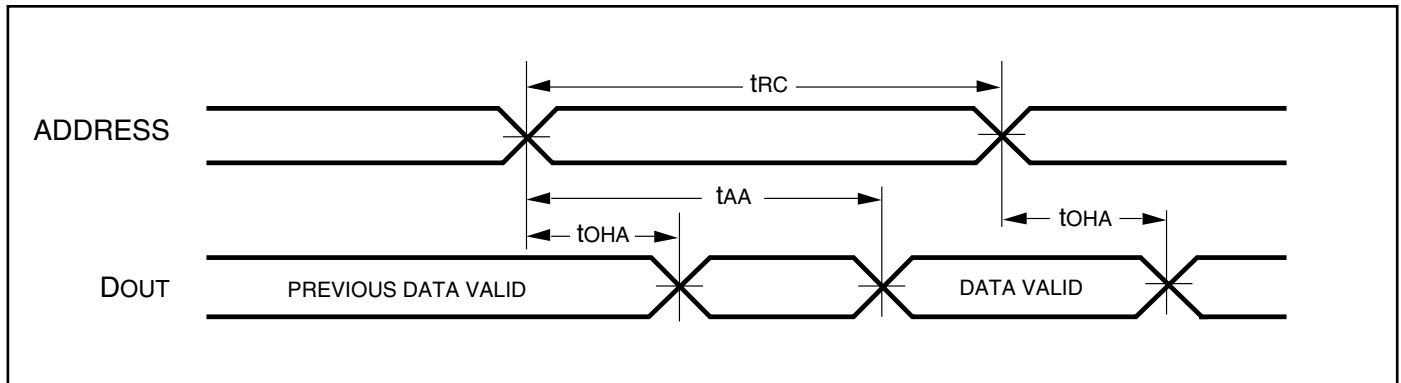 tRC
ADDRESS
tAA
tOHA
tOHA
DOUT
PREVIOUS DATA VALID
DATA VALID